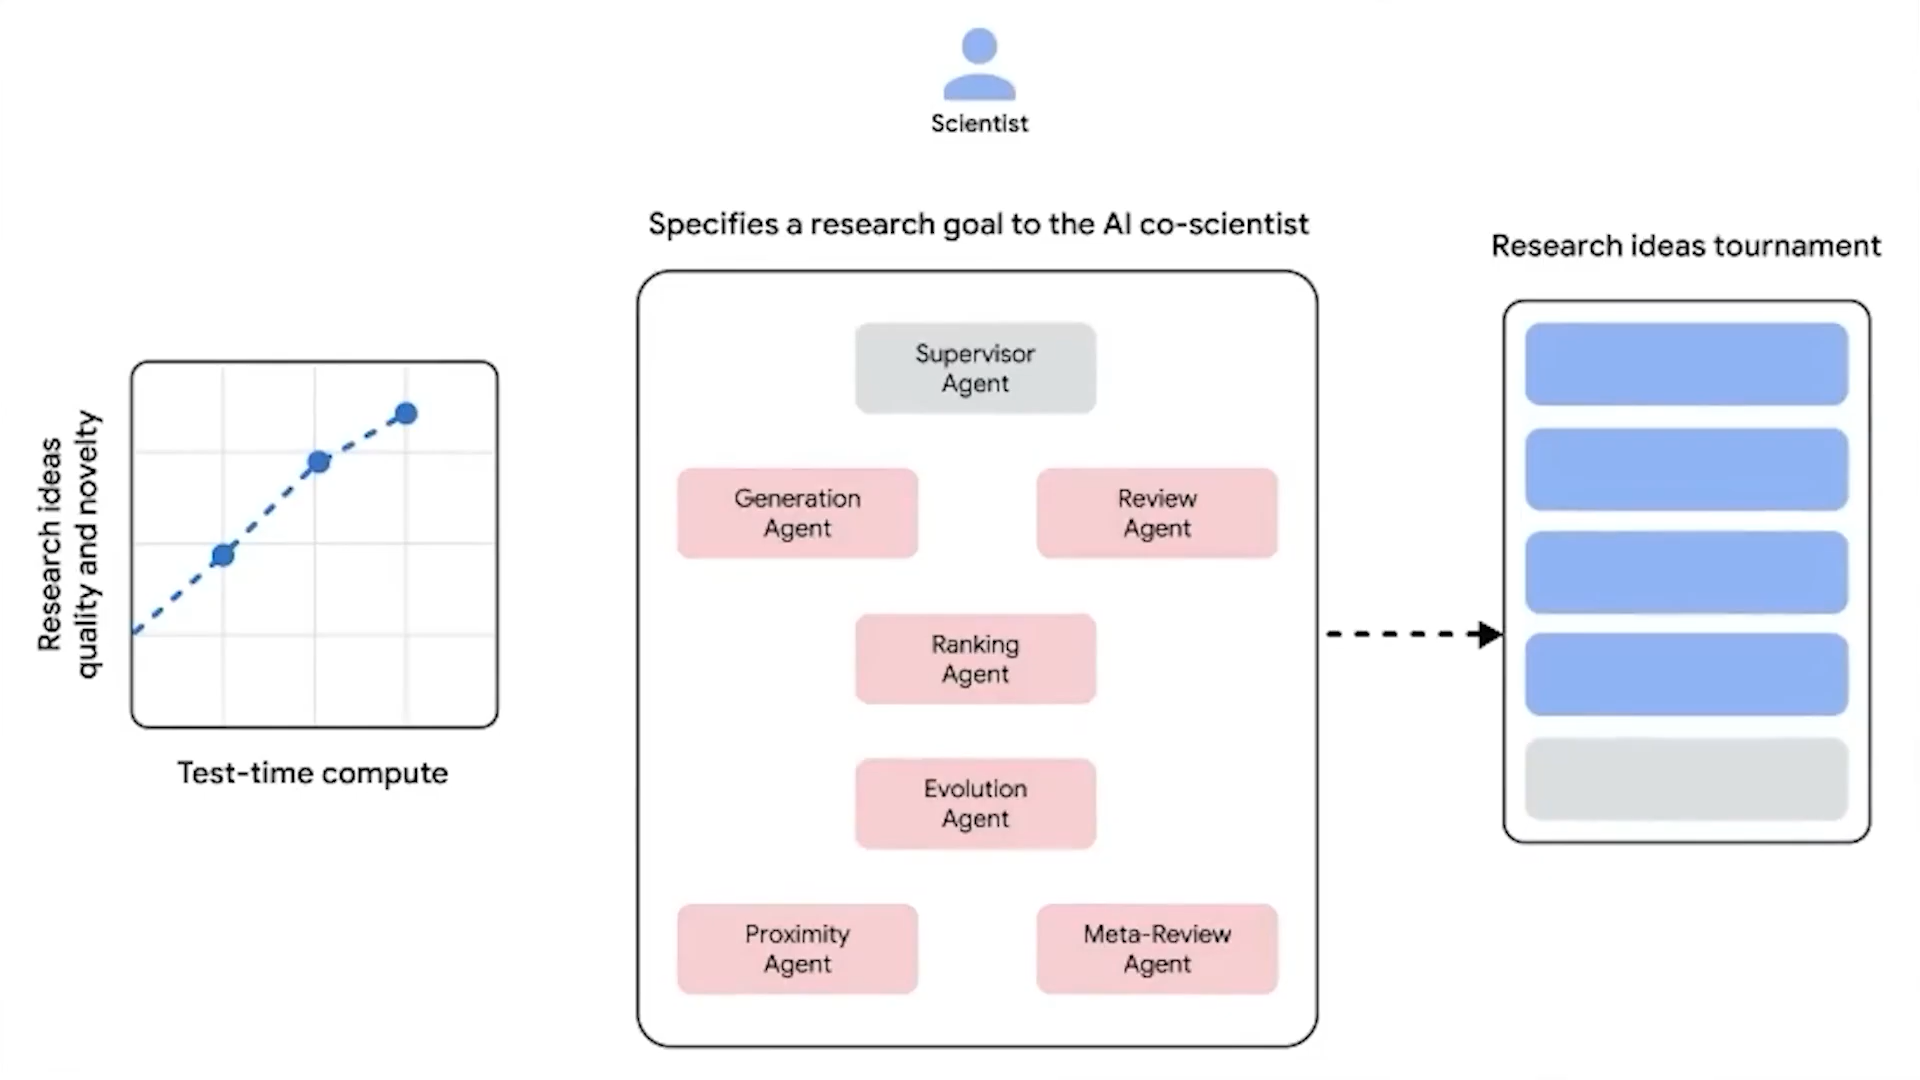 Scientist
Specifies a research goal to the AI co-scientist
Research ideas tournament
Research ideas
quality and novelty
Test-time compute
Supervisor
Agent
Generation
Agent
Review
Agent
Ranking
Agent
Evolution
Agent
Proximity
Agent
Meta-Review
Agent